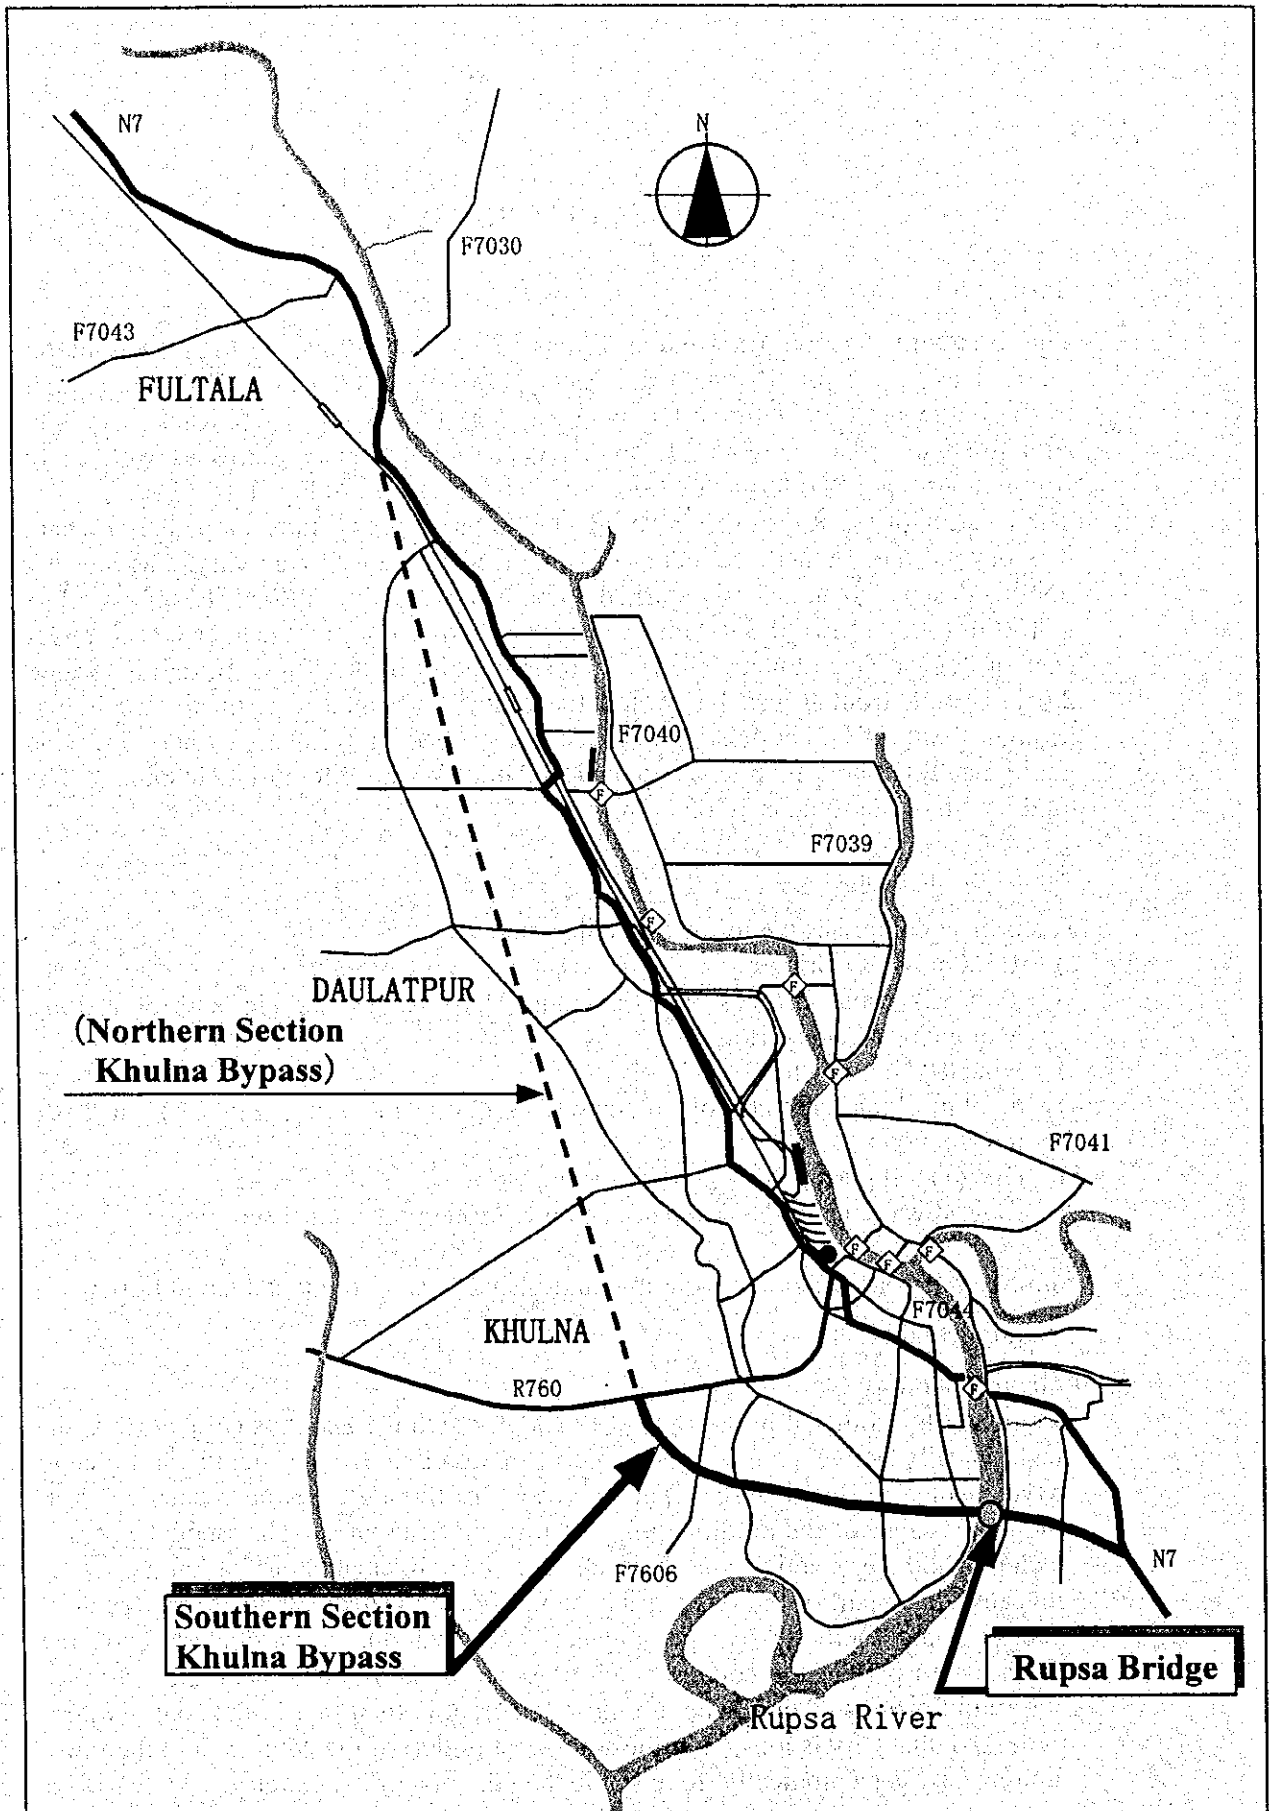 N7
N
F7030
F7043
FULTALA
F7040
F
F7039
F
DAULATPUR
F
(Northern Section
Khulna Bypass)
F
F7041
F
F
F
F7044
KHULNA
R760
F
F7606
N7
Southern Section
Khulna Bypass
Rupsa Bridge
Rupsa River